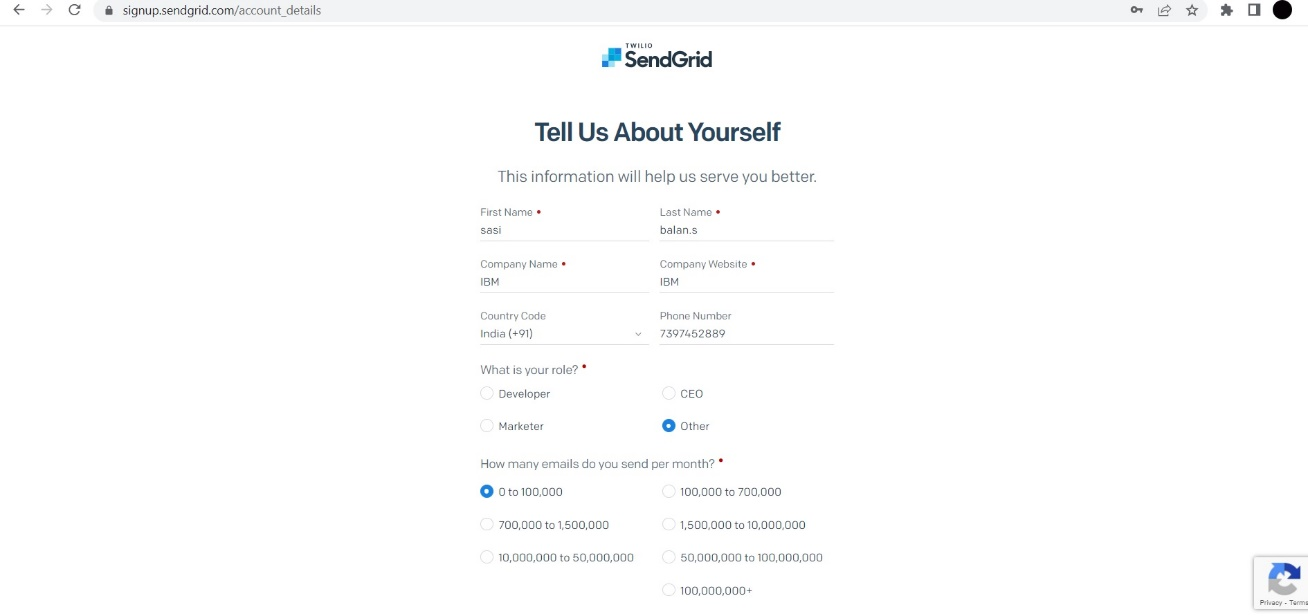 signup.sendgrid.com/account_details
TWILIO
SendGrid
Tell Us About Yourself
This information will help us serve you better.
First Name • Last Name •
sasi balan.s
Company Name • Company Website •
IBM IBM
Country Code Phone Number
India (+91) 7397452889
What is your role? •
Developer CEO
Marketer Other
How many emails do you send per month? •
0 to 100,000 100,000 to 700,000
700,000 to 1,500,000 1,500,000 to 10,000,000
10,000,000 to 50,000,000 50,000,000 to 100,000,000
100,000,000+
Privacy - Terms